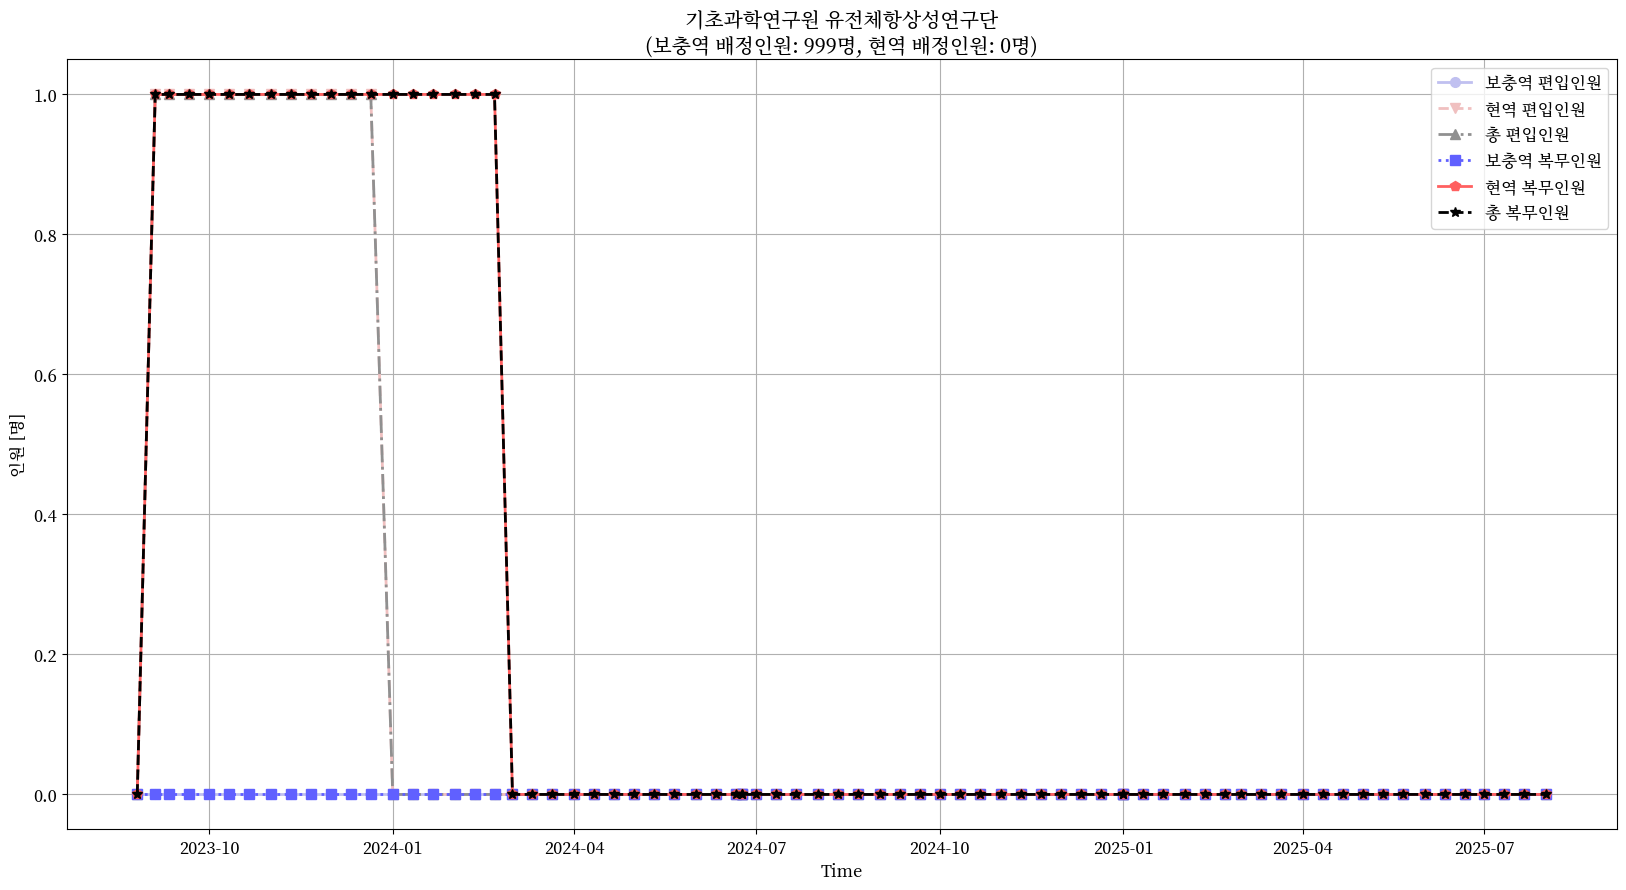 기초과학연구원 유전체항상성연구단
(보충역 배정인원: 999명, 현역 배정인원: 0명)
보충역 편입인원
현역 편입인원
총 편입인원
보충역 복무인원
현역 복무인원
총 복무인원
인원 [명]
1.0
0.8
0.6
0.4
0.2
0.0
2023-10 2024-01 2024-04 2024-07 2024-10 2025-01 2025-04 2025-07
Time